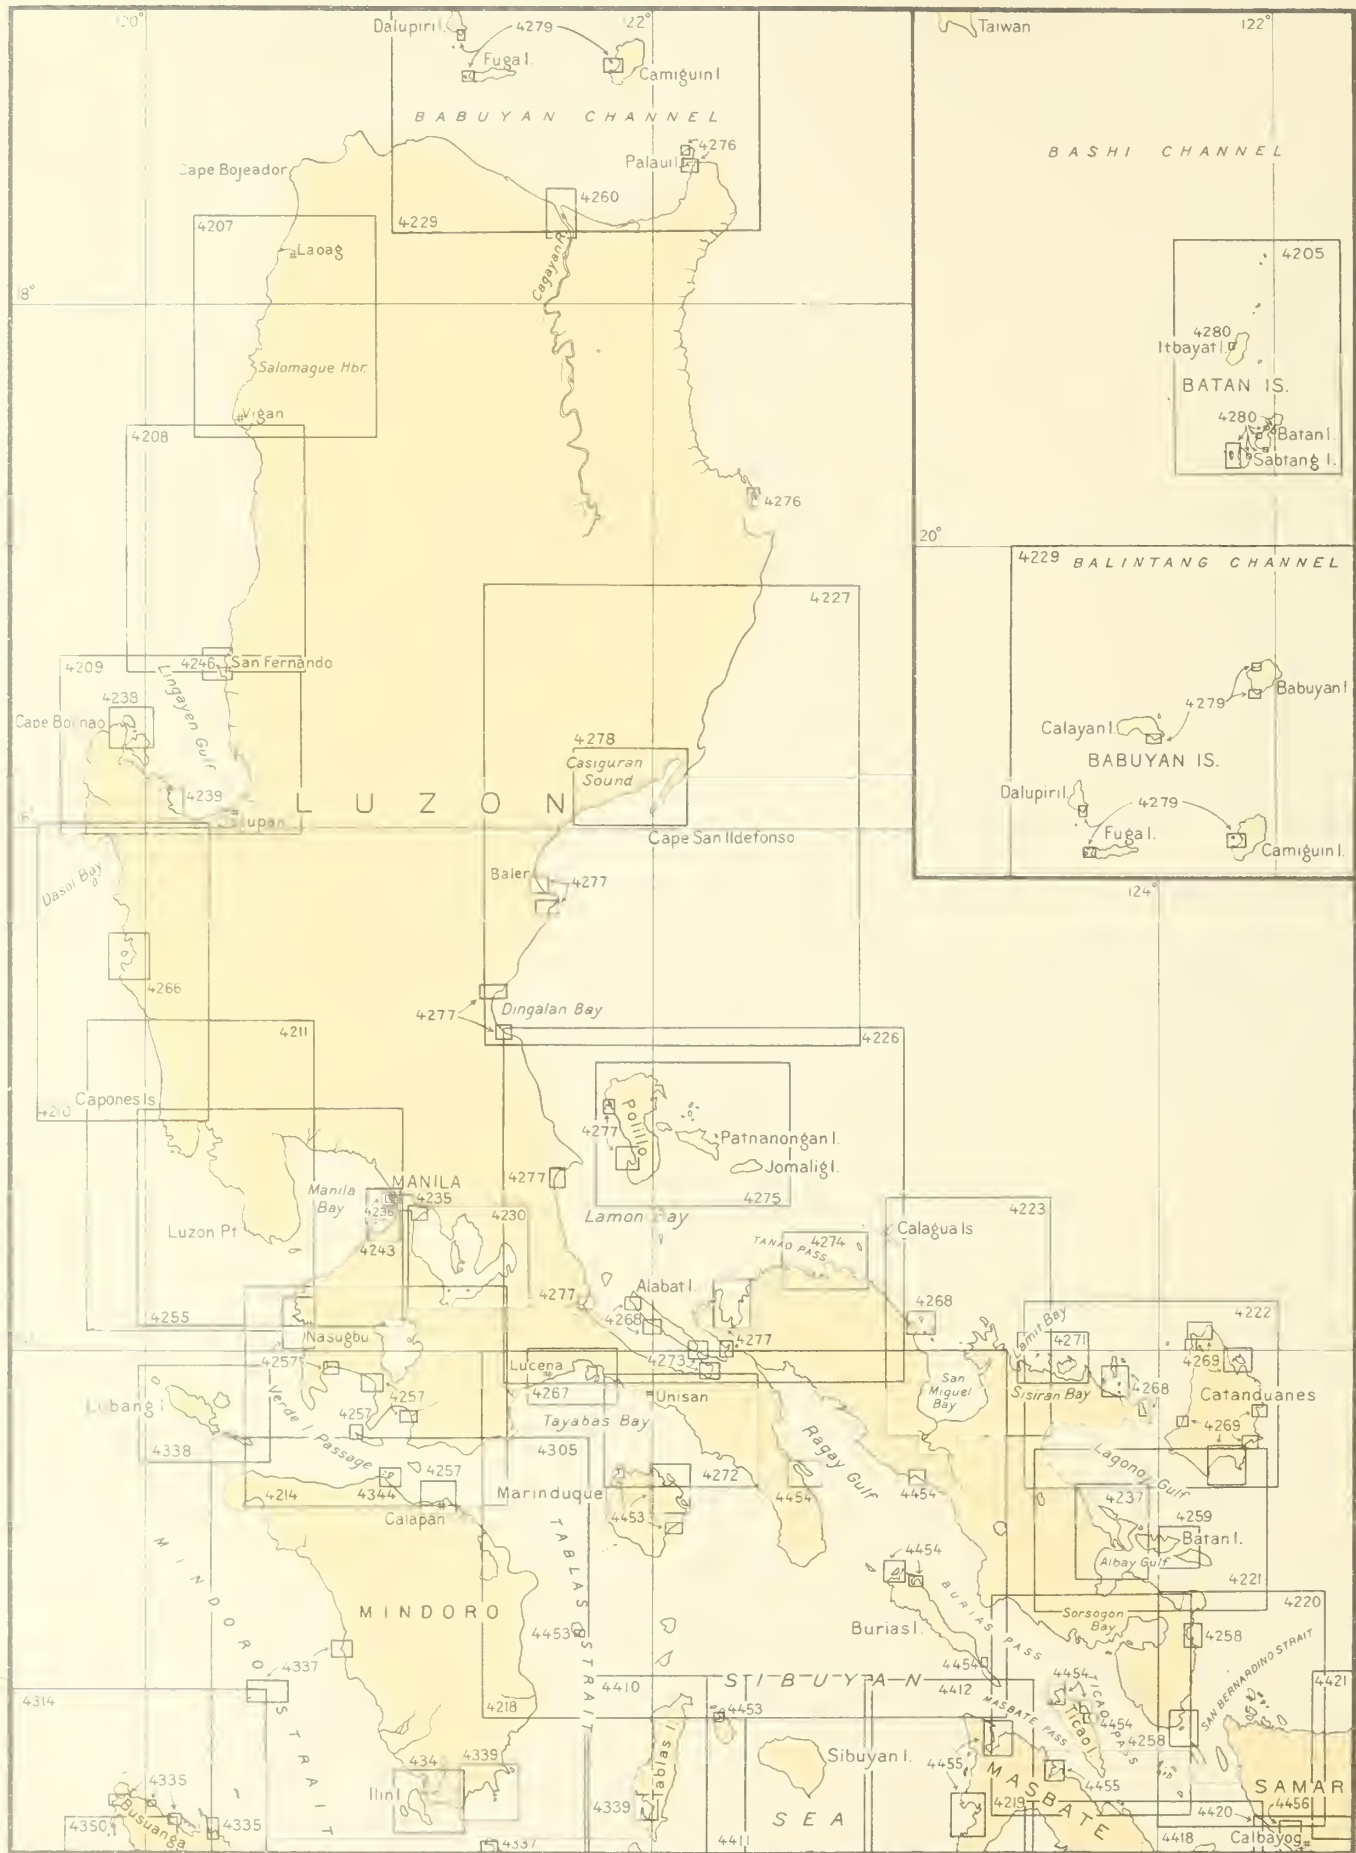 120°
Dalupiri I.
4279
122°
Fuga I.
Camiguin I
BABUYAN CHANNEL
Taiwan
122°
BASHI CHANNEL
Cape Bojeador
Palaui I.
4276
4260
4229
4207
Laoag
Cagayan R.
18°
Salomague Hbr.
Vigan
4208
4205
4280
Itbayat I.
BATAN IS.
4280
Batan I.
Sabtang I.
4276
20°
4229
BALINTANG CHANNEL
4227
4209
4246
San Fernando
Lingayen Gulf
4238
4239
4279
Babuyan I
Calayan I.
BABUYAN IS.
Dalupiri I.
4279
Fuga I.
Camiguin I.
124°
4278
Casiguran
Sound
LUZON
16°
Cape San Ildefonso
Dasol Bay
Baler
4277
4266
4277
Dingalan Bay
4211
4226
4210
Capones Is
Polillo
4277
Patnanongan I.
Jomalig I.
4275
MANILA
Manila
Bay
4235
4236
4243
4230
4277
Luzon Pt
Lamon Bay
4274
TANAO PASS
Calagua Is
4223
4255
Nasugbu
4277
Alabat I.
4268
4277
4273
4268
4222
4271
Sisiran Bay
San
Miguel
Bay
4269
4268
Catanduanes
4269
4257
4257
4257
Lucena
4267
Unisan
Tayabas Bay
Lubang I
4338
Verde I Passage
4305
4257
4214
4344
Calapan
Marinduque
4272
4453
4454
Ragay Gulf
4454
Lagonoy Gulf
4237
4259
Batan I.
Albay Gulf
4221
MINDORO STRAIT
TABLAS STRAIT
MINDORO
4453
4454
Burias I.
BURIAS PASS
4454
Sorsogon
Bay
4220
4258
SAN BERNARDINO STRAIT
4337
4314
4218
4410
SIBUYAN
4412
4453
MASBATE PASS
4454
TICAO PASS
Ticao I.
4454
4258
4421
4339
Ilin I
Tablas I
4339
Sibuyan I.
SEA
4455
MASBATE
4455
4219
SAMAR
4335
Busuanga
4335
4350
4337
4411
4420
4456
4418
Calbayog